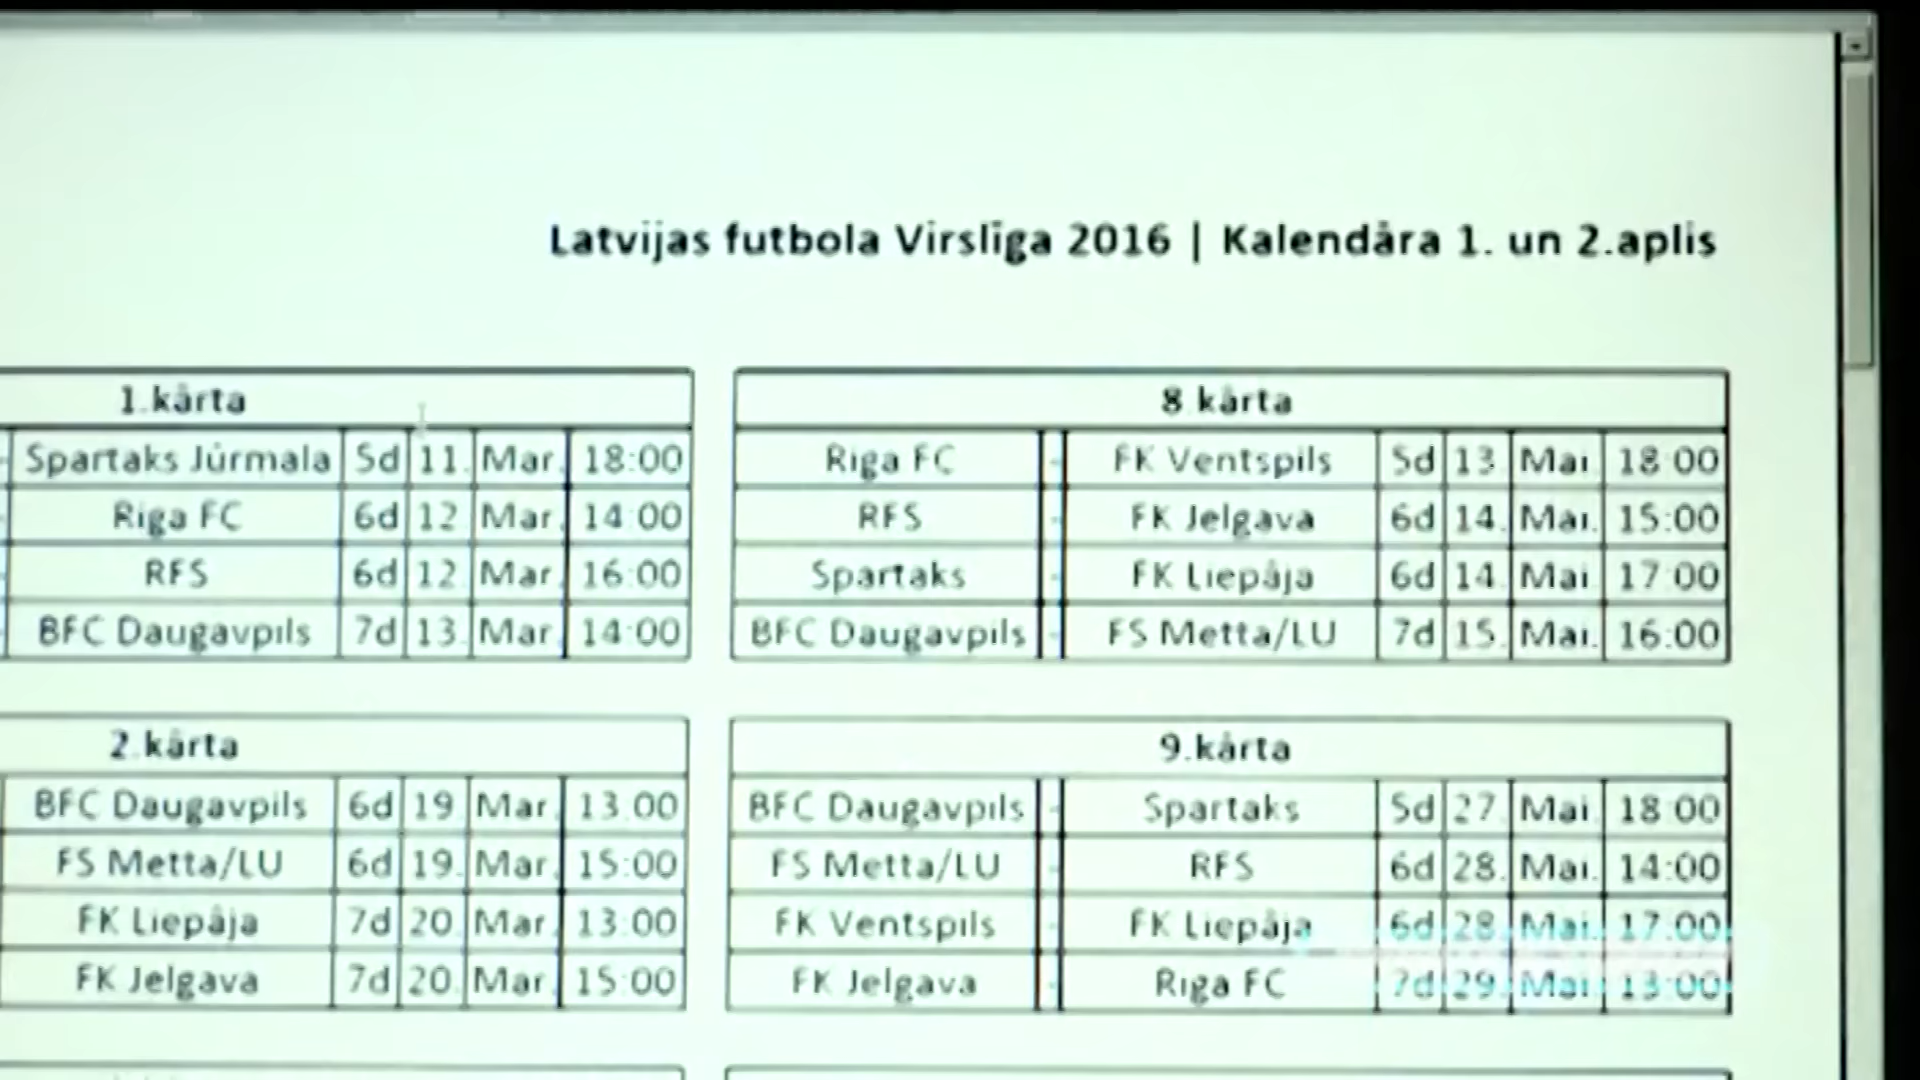 Latvijas futbola Virslīga 2016 | Kalendāra 1. un 2.aplis
1.kārta
Spartaks Jūrmala 5d 11. Mar. 18:00
Riga FC 6d 12 Mar. 14:00
RFS 6d 12 Mar. 16:00
BFC Daugavpils 7d 13 Mar. 14:00
8 kārta
Riga FC - FK Ventspils 5d 13. Mai. 18:00
RFS - FK Jelgava 6d 14. Mai. 15:00
Spartaks - FK Liepāja 6d 14. Mai. 17:00
BFC Daugavpils - FS Metta/LU 7d 15. Mai. 16:00
2.kārta
BFC Daugavpils 6d 19 Mar. 13:00
FS Metta/LU 6d 19. Mar. 15:00
FK Liepāja 7d 20 Mar. 13:00
FK Jelgava 7d 20. Mar. 15:00
9.kārta
BFC Daugavpils - Spartaks 5d 27. Mai. 18:00
FS Metta/LU - RFS 6d 28. Mai. 14:00
FK Ventspils - FK Liepāja 6d 28. Mai. 17:00
FK Jelgava - Riga FC 7d 29. Mai. 13:00